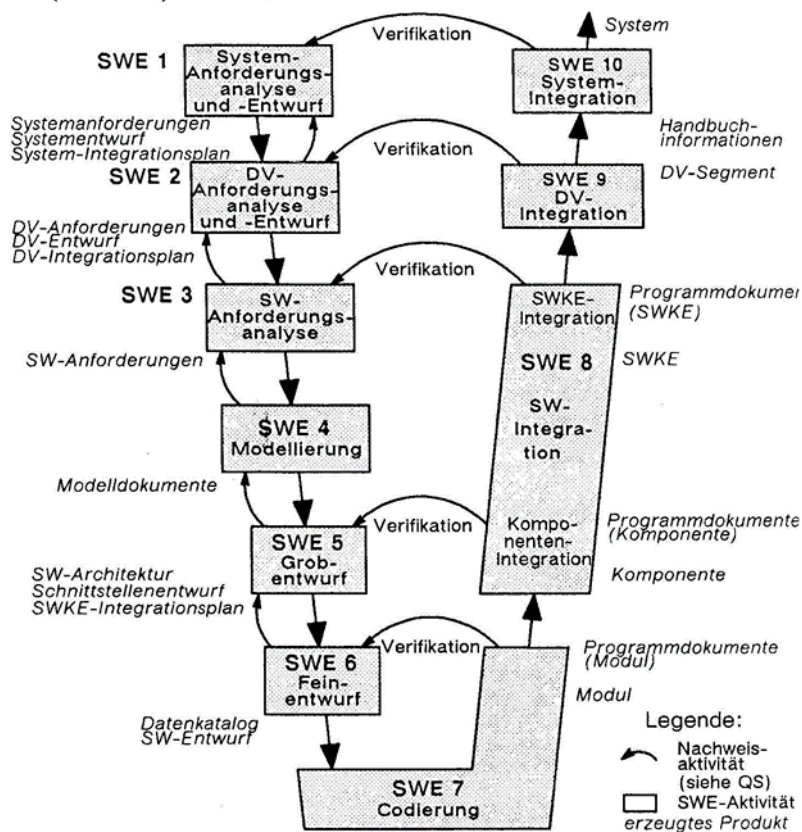 System
Verifikation
SWE 1
System-
Anforderungs-
analyse
und -Entwurf
SWE 10
System-
Integration
Systemanforderungen
Systementwurf
System-Integrationsplan
Handbuch-
informationen
Verifikation
SWE 2
DV-
Anforderungs-
analyse
und -Entwurf
SWE 9
DV-
Integration
DV-Segment
DV-Anforderungen
DV-Entwurf
DV-Integrationsplan
Verifikation
SWE 3
SW-
Anforderungs-
analyse
SWKE-
Integration
Programmdokumen
(SWKE)
SWE 8
SWKE
SW-
Integra-
tion
SW-Anforderungen
SWE 4
Modellierung
Modelldokumente
Verifikation
SWE 5
Grob-
entwurf
Kompo-
nenten-
Integration
Programmdokumente
(Komponente)
Komponente
SW-Architektur
Schnittstellenentwurf
SWKE-Integrationsplan
Verifikation
SWE 6
Fein-
entwurf
Programmdokumente
(Modul)
Modul
Datenkatalog
SW-Entwurf
SWE 7
Codierung
Legende:
Nachweis-
aktivität
(siehe QS)
SWE-Aktivität
erzeugtes Produkt